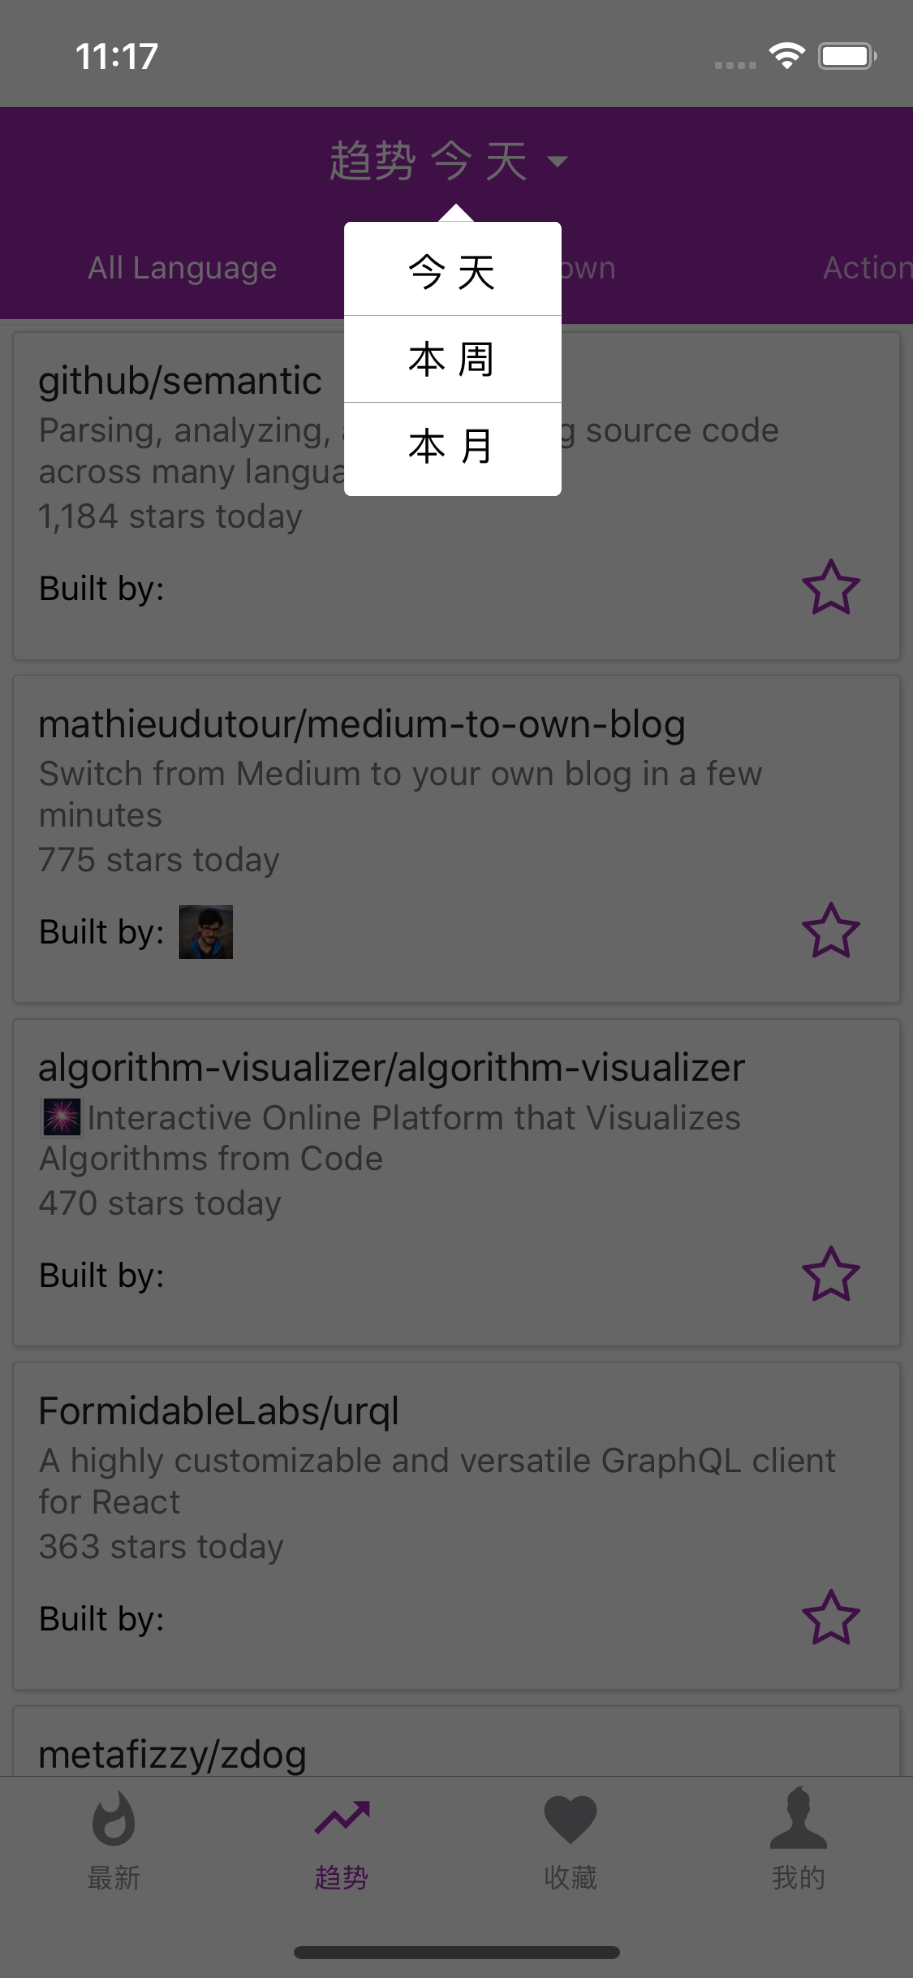 11:17
趋势 今 天
All Language
own
Action
今 天
本 周
本 月
github/semantic
Parsing, analyzing, g source code
across many langua
1,184 stars today
Built by:
mathieudutour/medium-to-own-blog
Switch from Medium to your own blog in a few
minutes
775 stars today
Built by:
algorithm-visualizer/algorithm-visualizer
Interactive Online Platform that Visualizes
Algorithms from Code
470 stars today
Built by:
FormidableLabs/urql
A highly customizable and versatile GraphQL client
for React
363 stars today
Built by:
metafizzy/zdog
最新
趋势
收藏
我的